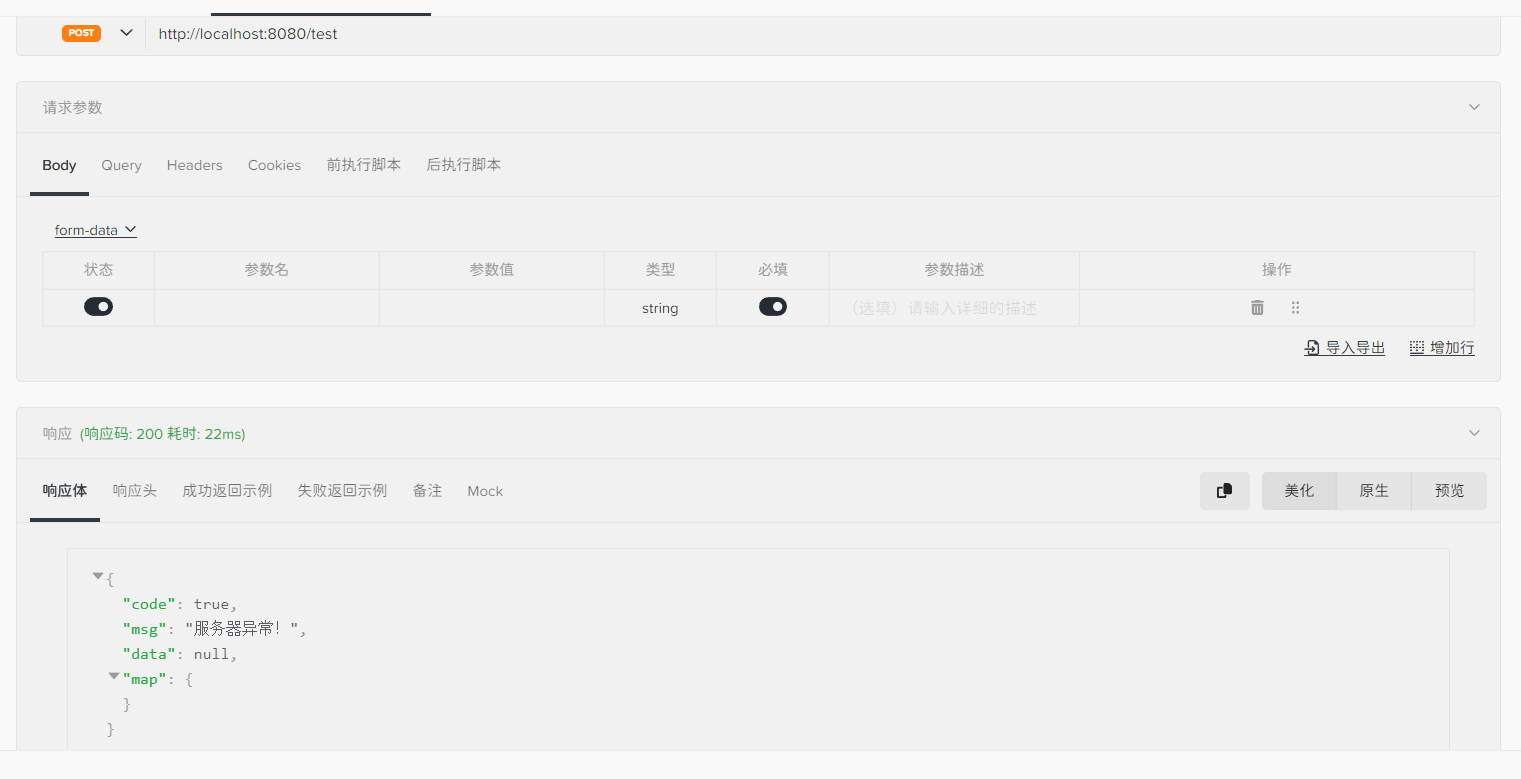 POST http://localhost:8080/test
请求参数
Body Query Headers Cookies 前执行脚本 后执行脚本
form-data
状态 参数名 参数值 类型 必填 参数描述 操作
string （选填）请输入详细的描述
导入导出 增加行
响应 (响应码: 200 耗时: 22ms)
响应体 响应头 成功返回示例 失败返回示例 备注 Mock 美化 原生 预览
{
"code": true,
"msg": "服务器异常！",
"data": null,
"map": {
}
}